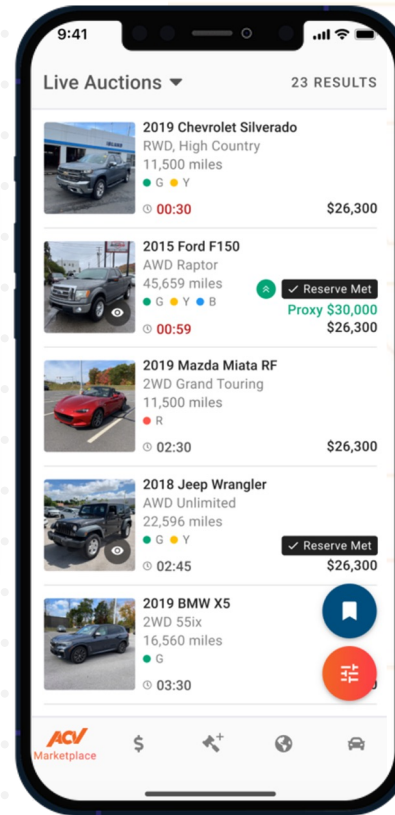 9:41
Live Auctions
23 RESULTS
2019 Chevrolet Silverado
RWD, High Country
11,500 miles
G Y
00:30
$26,300
2015 Ford F150
AWD Raptor
45,659 miles
G Y B
Reserve Met
Proxy $30,000
00:59
$26,300
2019 Mazda Miata RF
2WD Grand Touring
11,500 miles
R
02:30
$26,300
2018 Jeep Wrangler
AWD Unlimited
22,596 miles
G Y
Reserve Met
02:45
$26,300
2019 BMW X5
2WD 55ix
16,560 miles
G
03:30
ACV
Marketplace
$